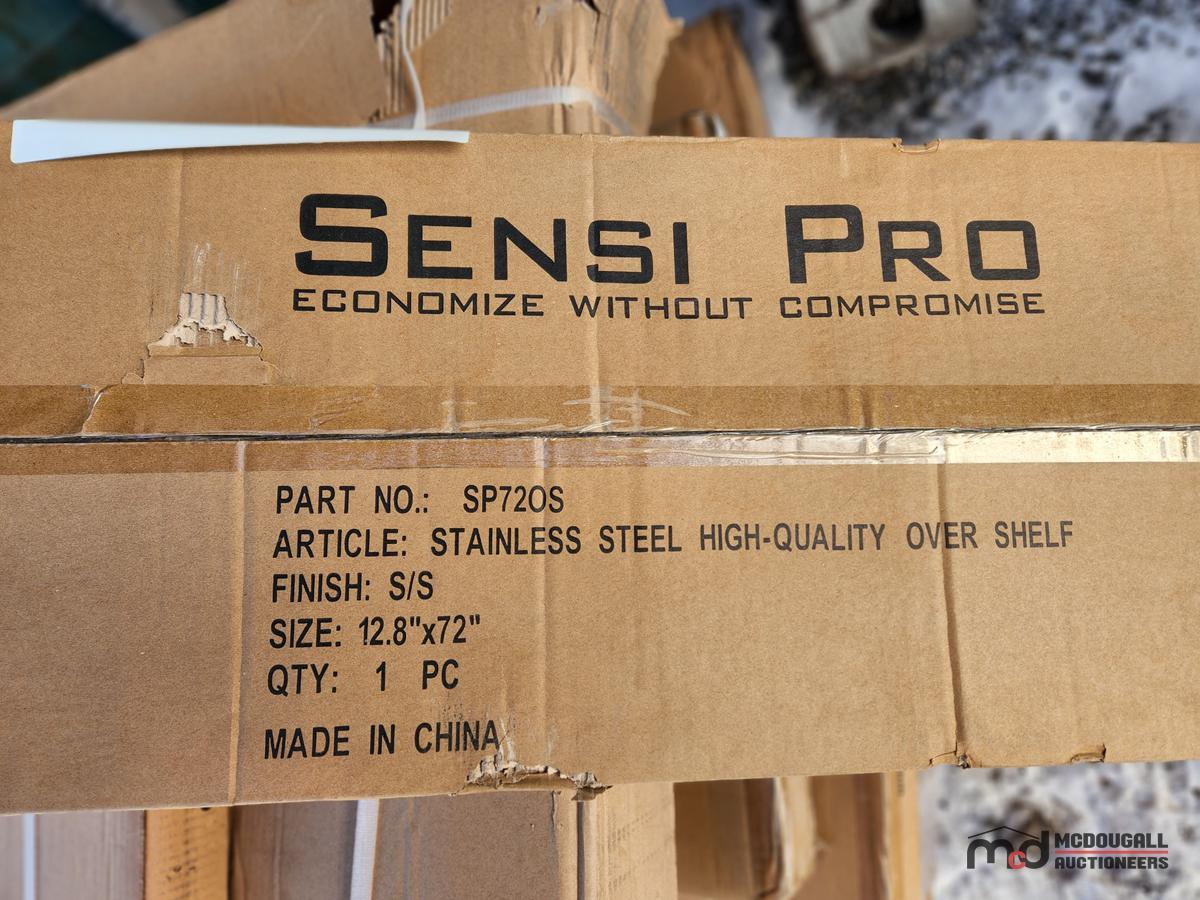 SENSI PRO
ECONOMIZE WITHOUT COMPROMISE
PART NO.: SP72OS
ARTICLE: STAINLESS STEEL HIGH-QUALITY OVER SHELF
FINISH: S/S
SIZE: 12.8"x72"
QTY: 1 PC
MADE IN CHINA
mcd MCDOUGALL
AUCTIONEERS